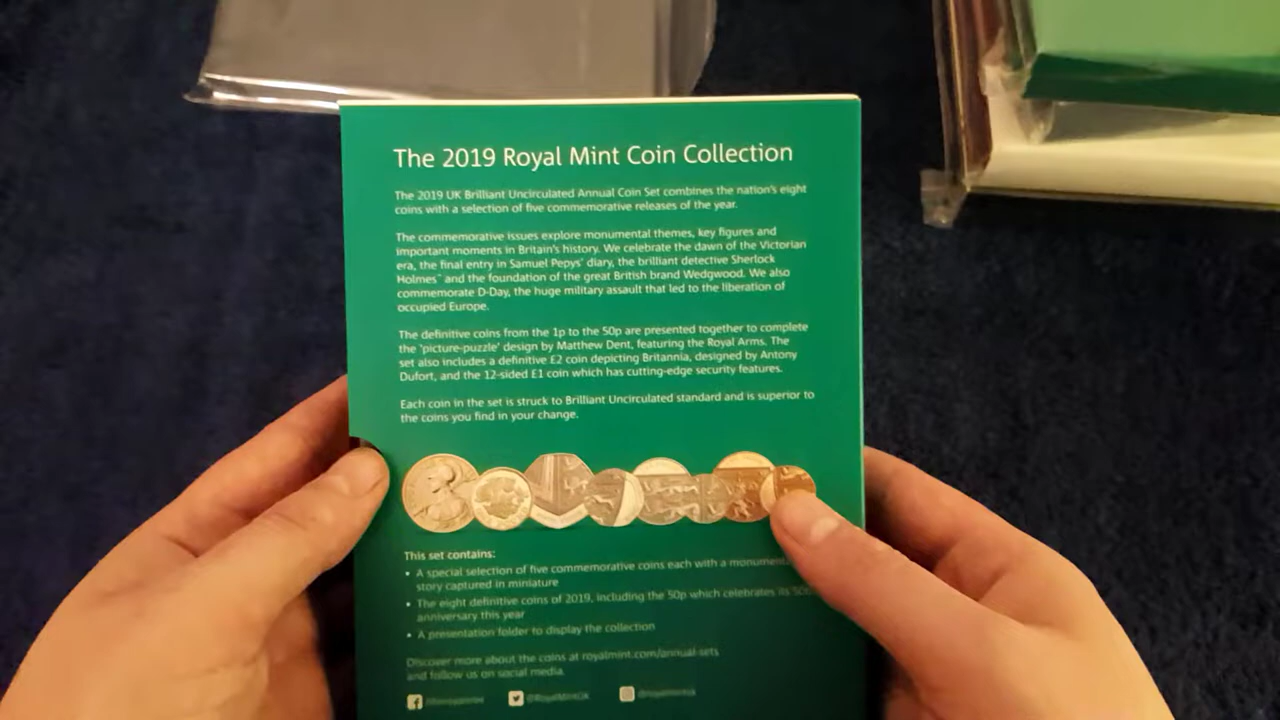 The 2019 Royal Mint Coin Collection
The 2019 UK Brilliant Uncirculated Annual Coin Set combines the nation's eight
coins with a selection of five commemorative releases of the year.
The commemorative issues explore monumental themes, key figures and
important moments in Britain's history. We celebrate the dawn of the Victorian
era, the final entry in Samuel Pepys' diary, the brilliant detective Sherlock
Holmes™ and the foundation of the great British brand Wedgwood. We also
commemorate D-Day, the huge military assault that led to the liberation of
occupied Europe.
The definitive coins from the 1p to the 50p are presented together to complete
the 'picture-puzzle' design by Matthew Dent, featuring the Royal Arms. The
set also includes a definitive £2 coin depicting Britannia, designed by Antony
Dufort, and the 12-sided £1 coin which has cutting-edge security features.
Each coin in the set is struck to Brilliant Uncirculated standard and is superior to
the coins you find in your change.
This set contains:
• A special selection of five commemorative coins each with a
story captured in miniature
• The eight definitive coins of 2019, including the 50p which celebrates its
anniversary this year
• A presentation folder to display the collection
Discover more about the coins at royalmint.com/annual-sets
and follow us on social media.
@RoyalMintUK